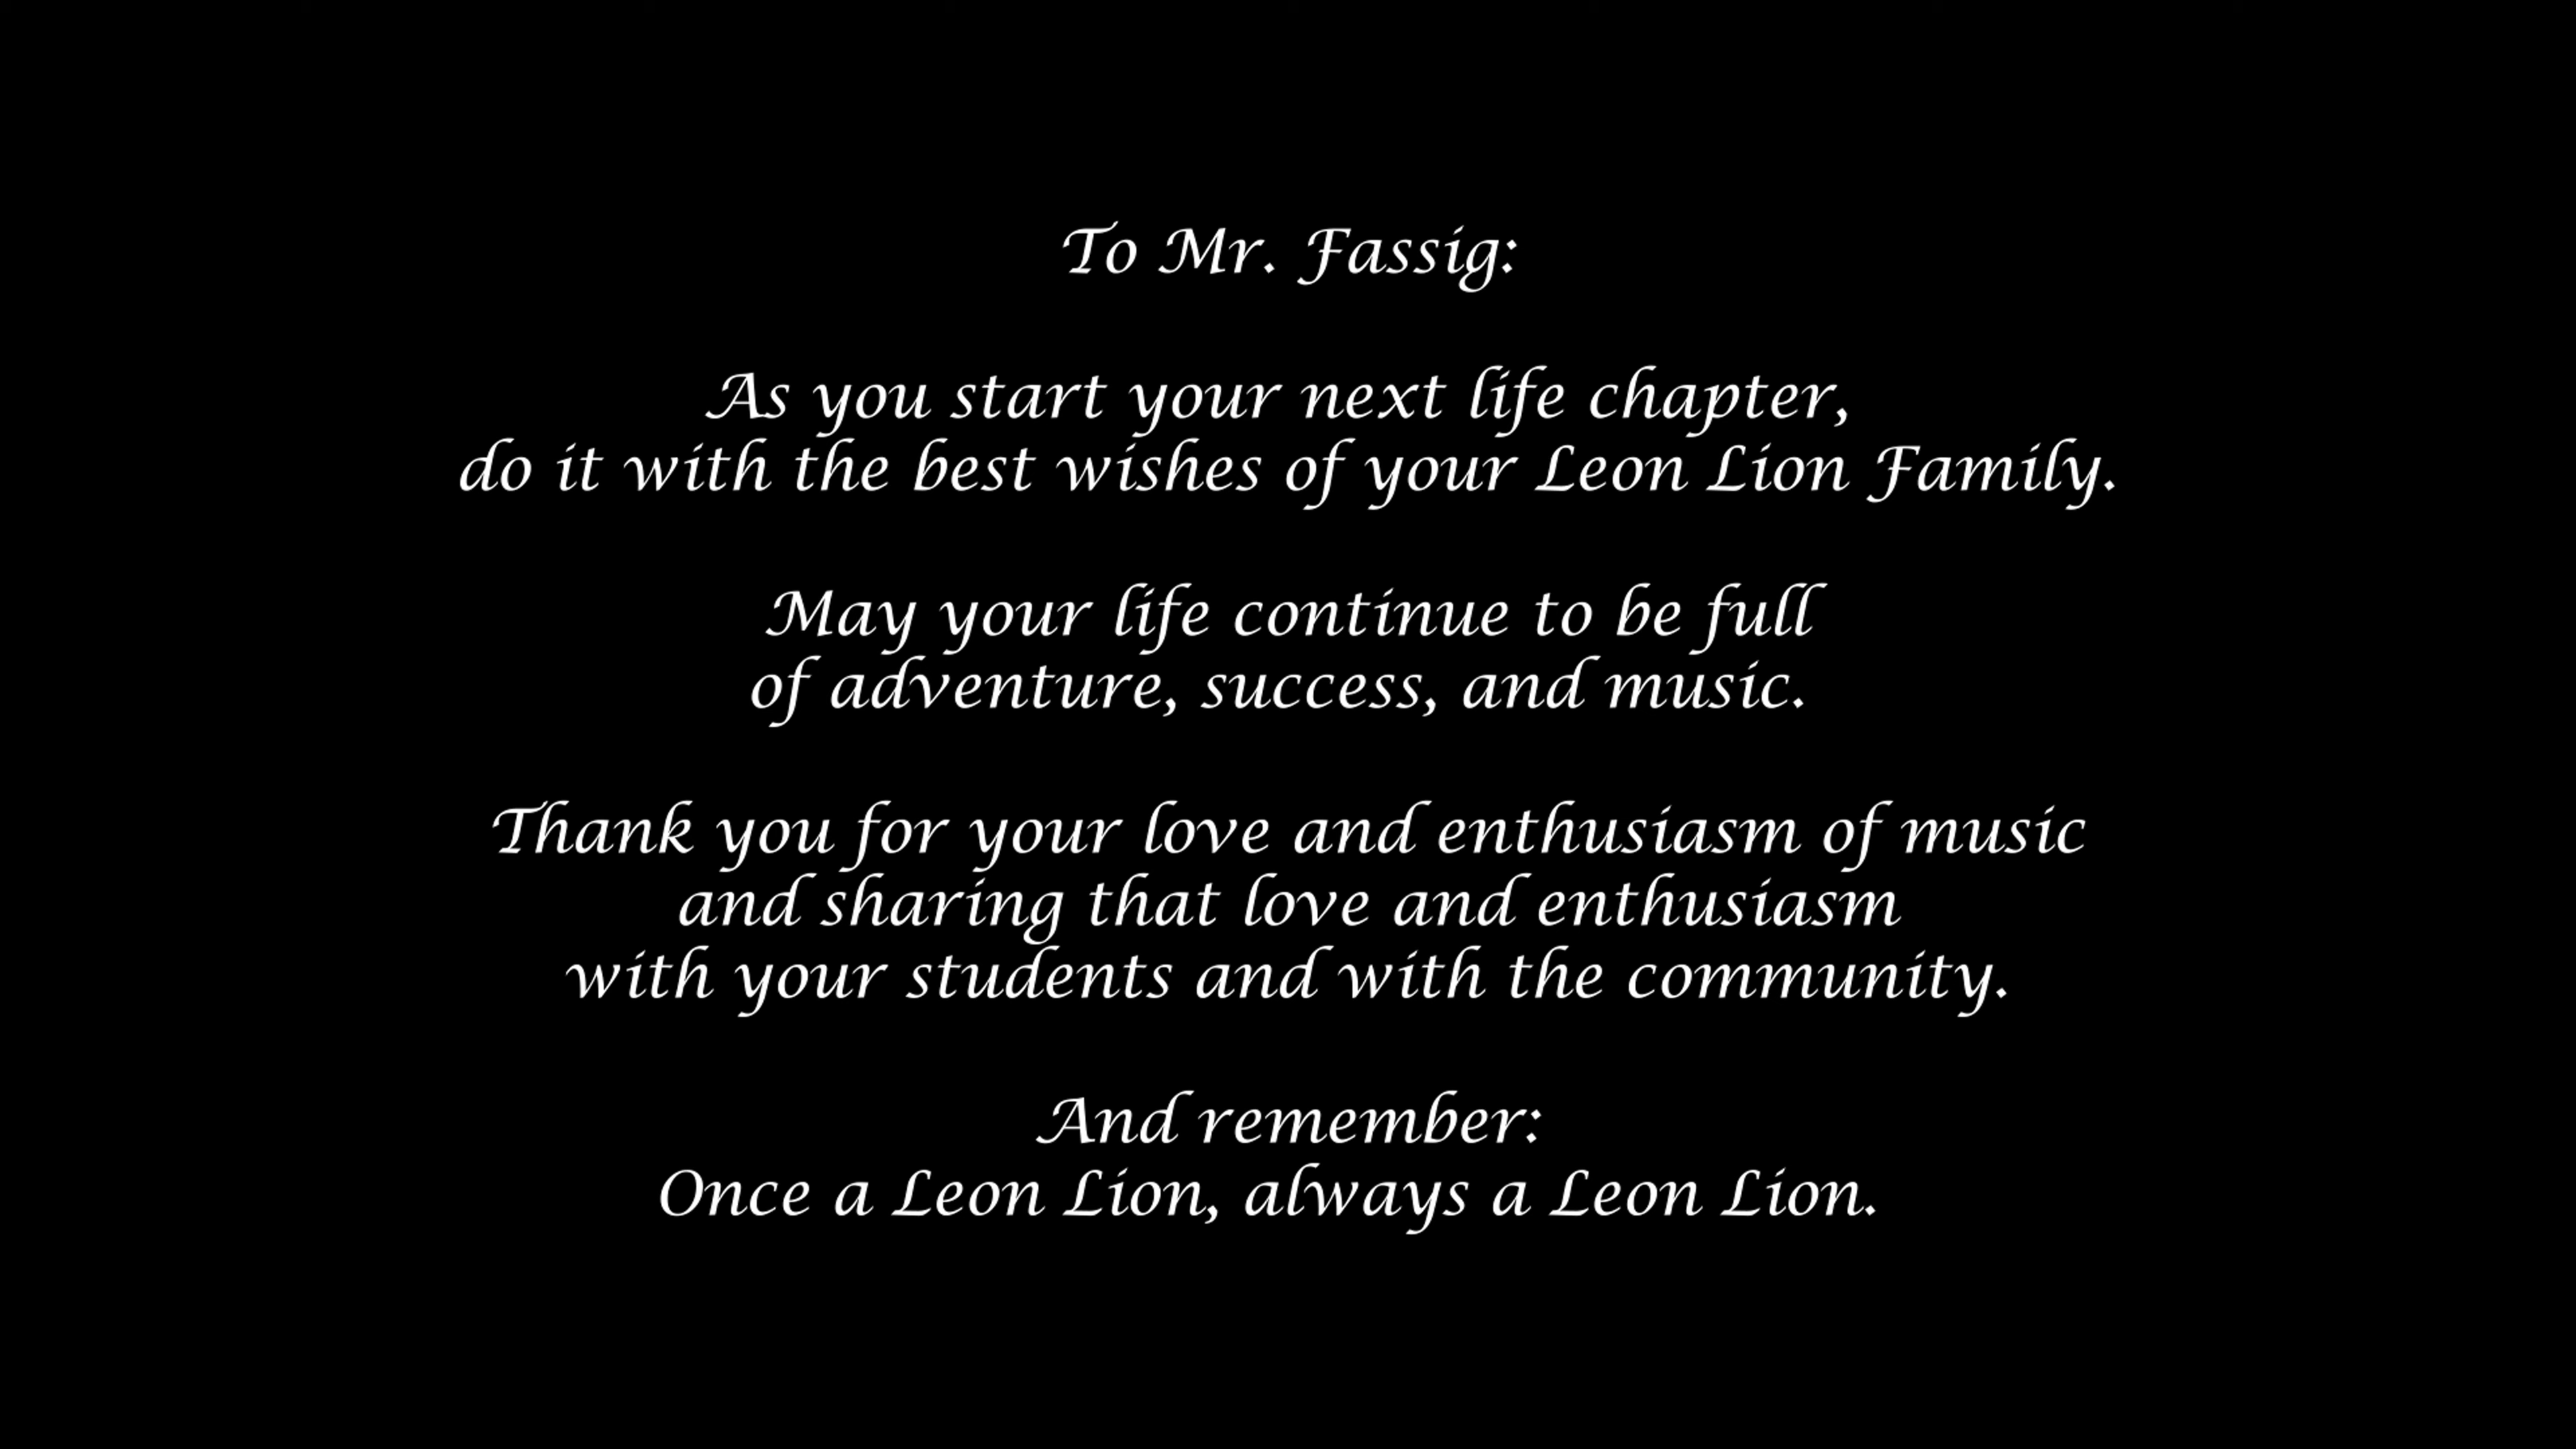 To Mr. Fassig:
As you start your next life chapter,
do it with the best wishes of your Leon Lion Family.
May your life continue to be full
of adventure, success, and music.
Thank you for your love and enthusiasm of music
and sharing that love and enthusiasm
with your students and with the community.
And remember:
Once a Leon Lion, always a Leon Lion.